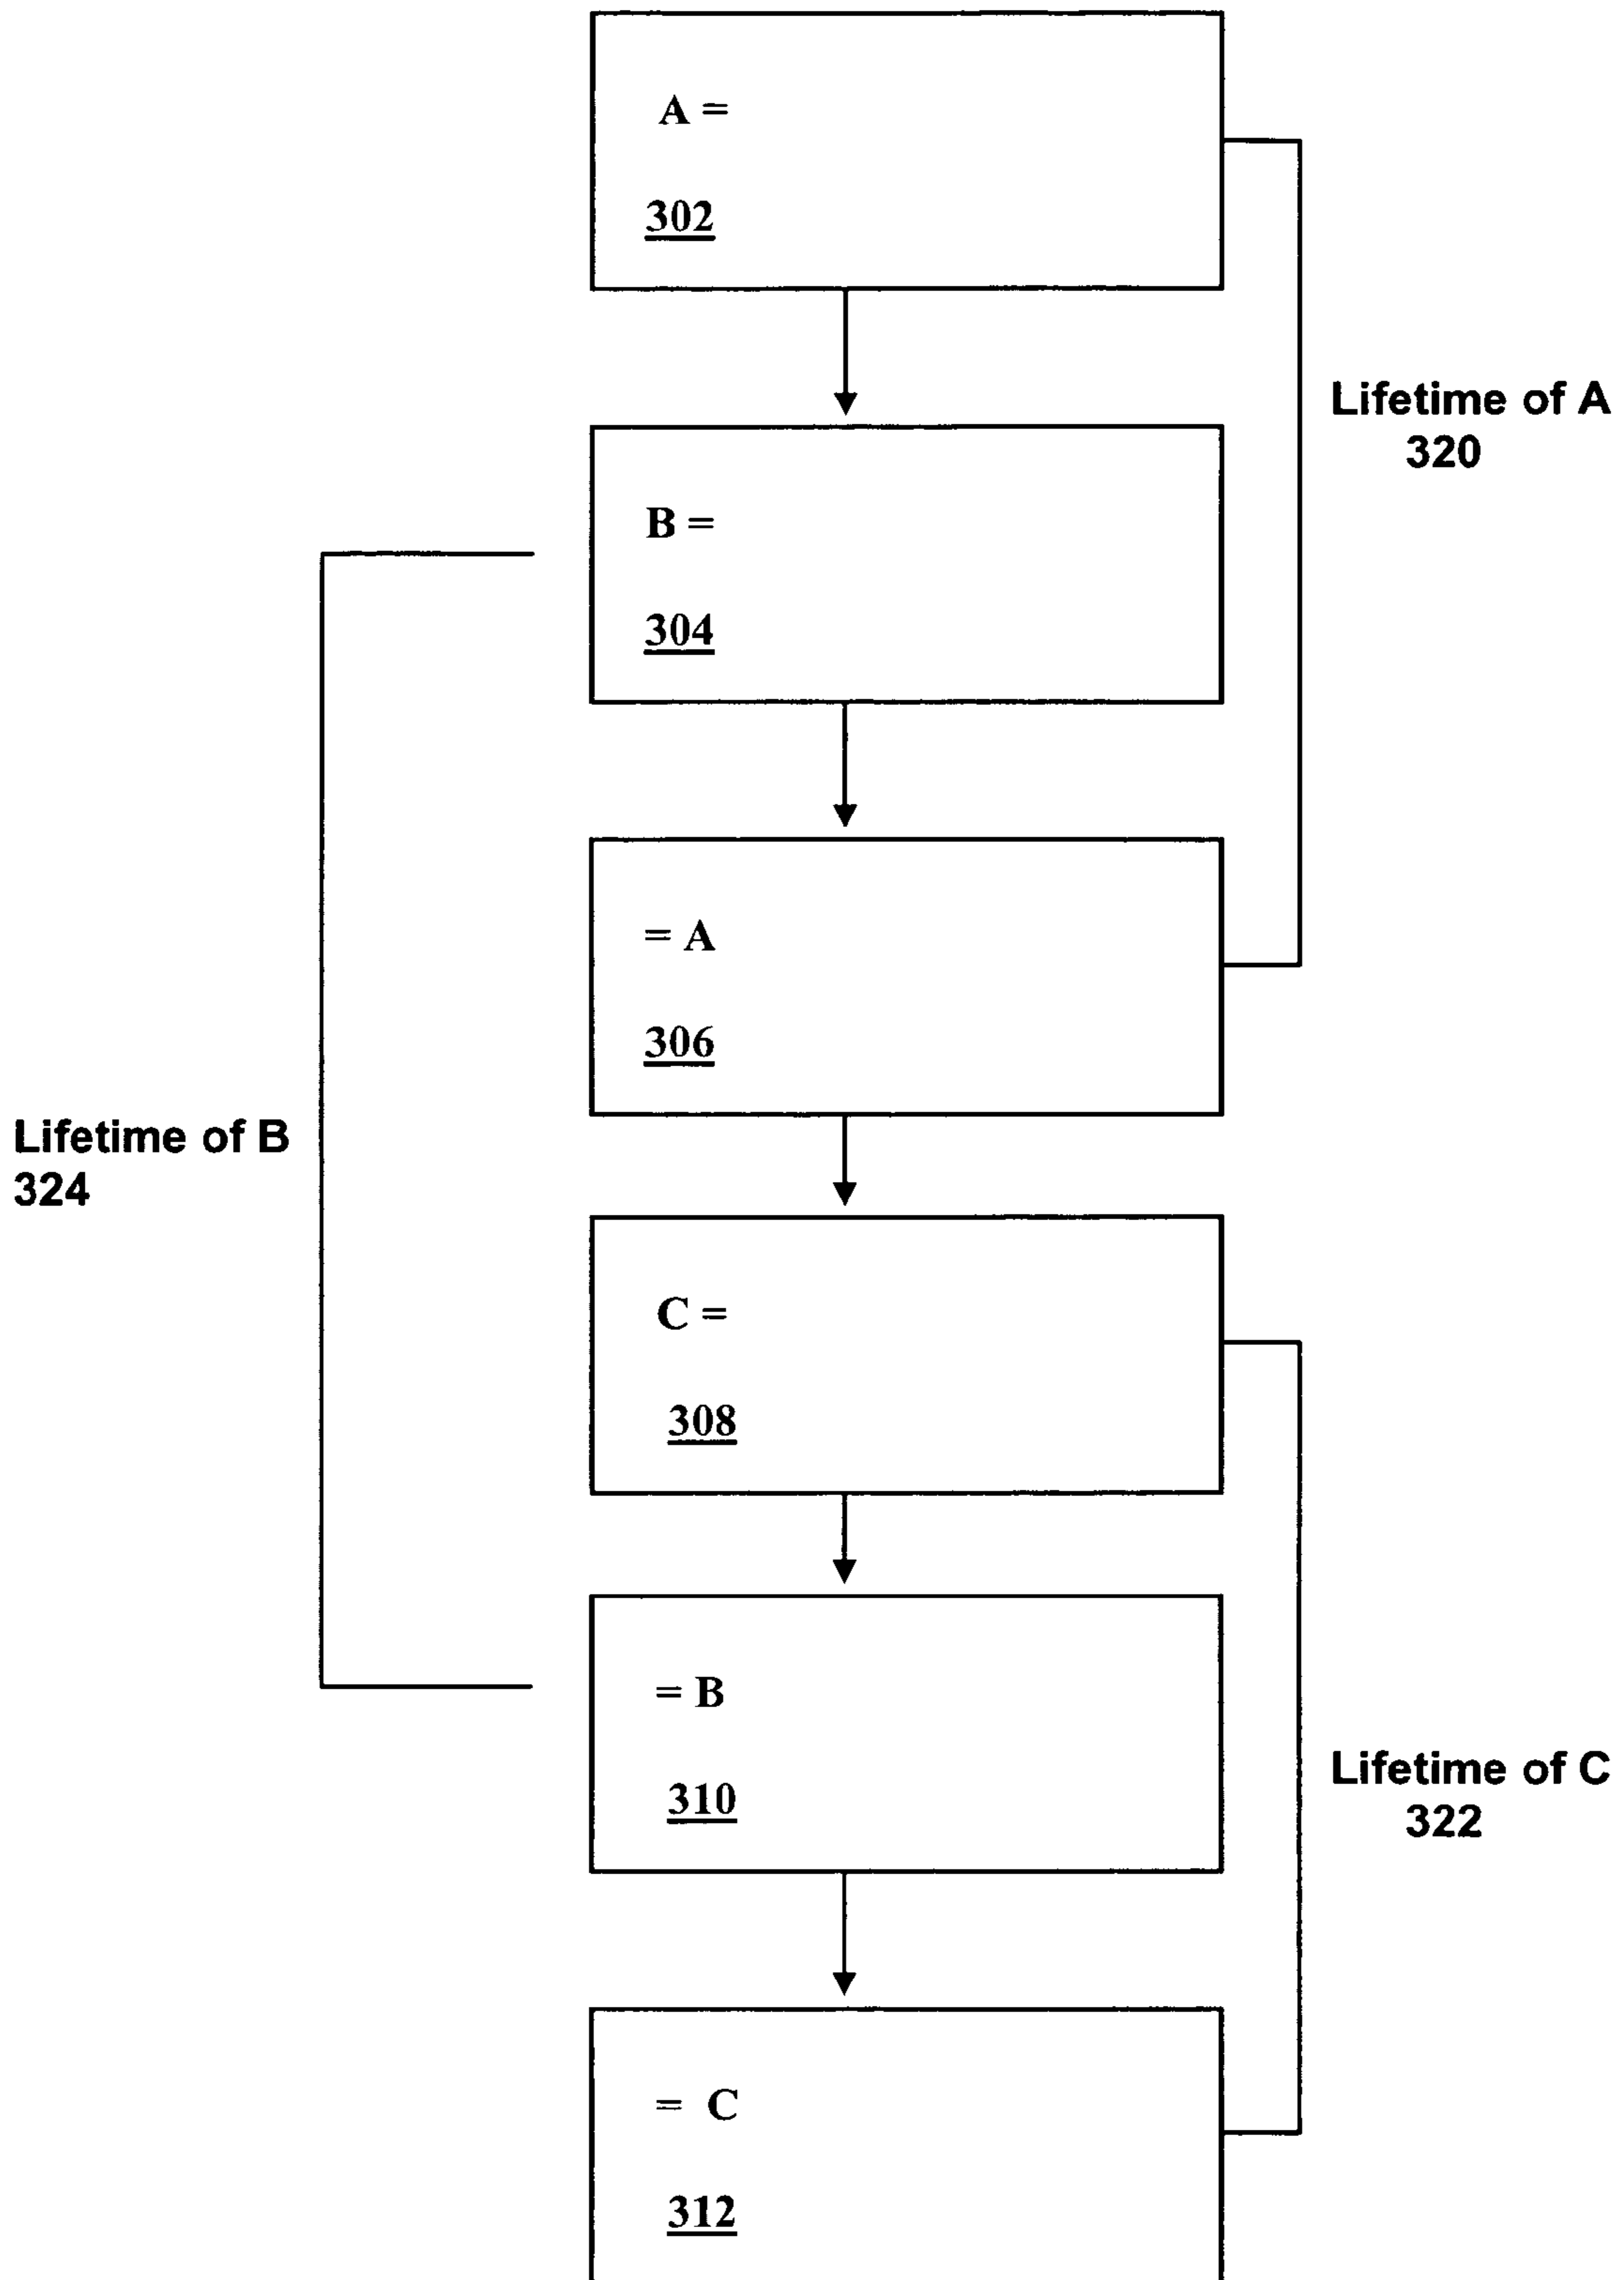 A =
302
Lifetime of A
320
B =
304
= A
306
Lifetime of B
324
C =
308
= B
310
Lifetime of C
322
= C
312